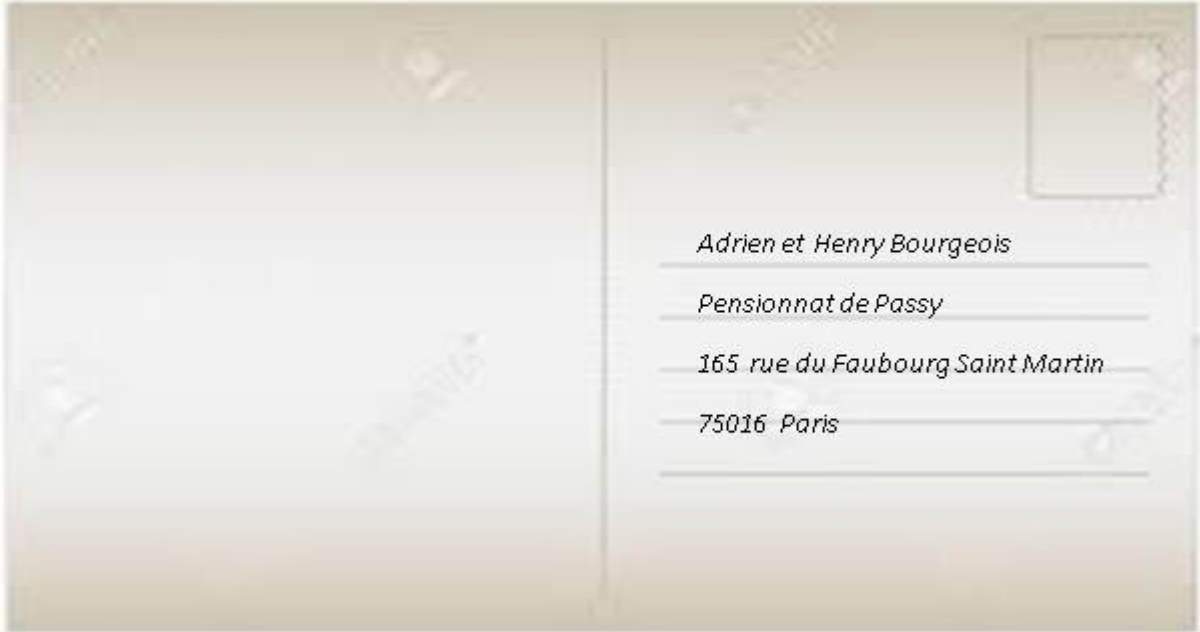 Adrien et Henry Bourgeois
Pensionnat de Passy
165 rue du Faubourg Saint Martin
75016 Paris